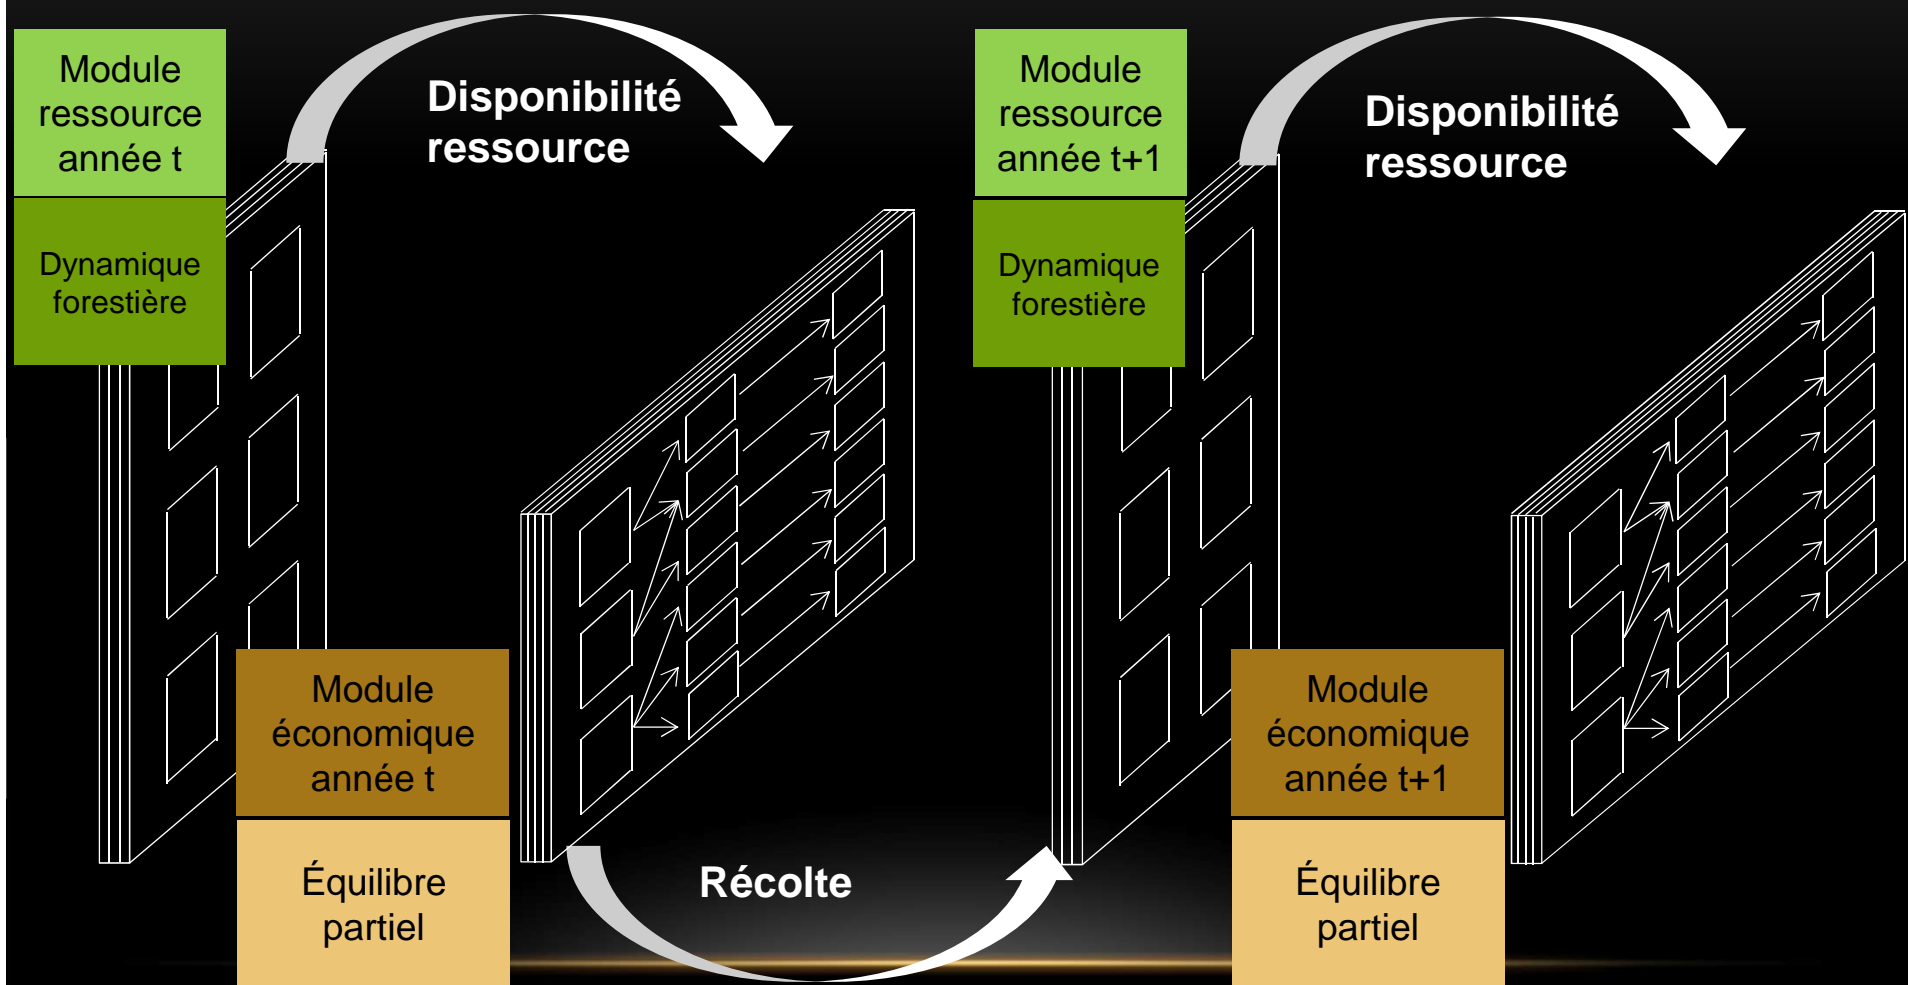 Module
ressource
année t
Dynamique
forestière
Disponibilité
ressource
Module
économique
année t
Équilibre
partiel
Récolte
Module
ressource
année t+1
Dynamique
forestière
Disponibilité
ressource
Module
économique
année t+1
Équilibre
partiel